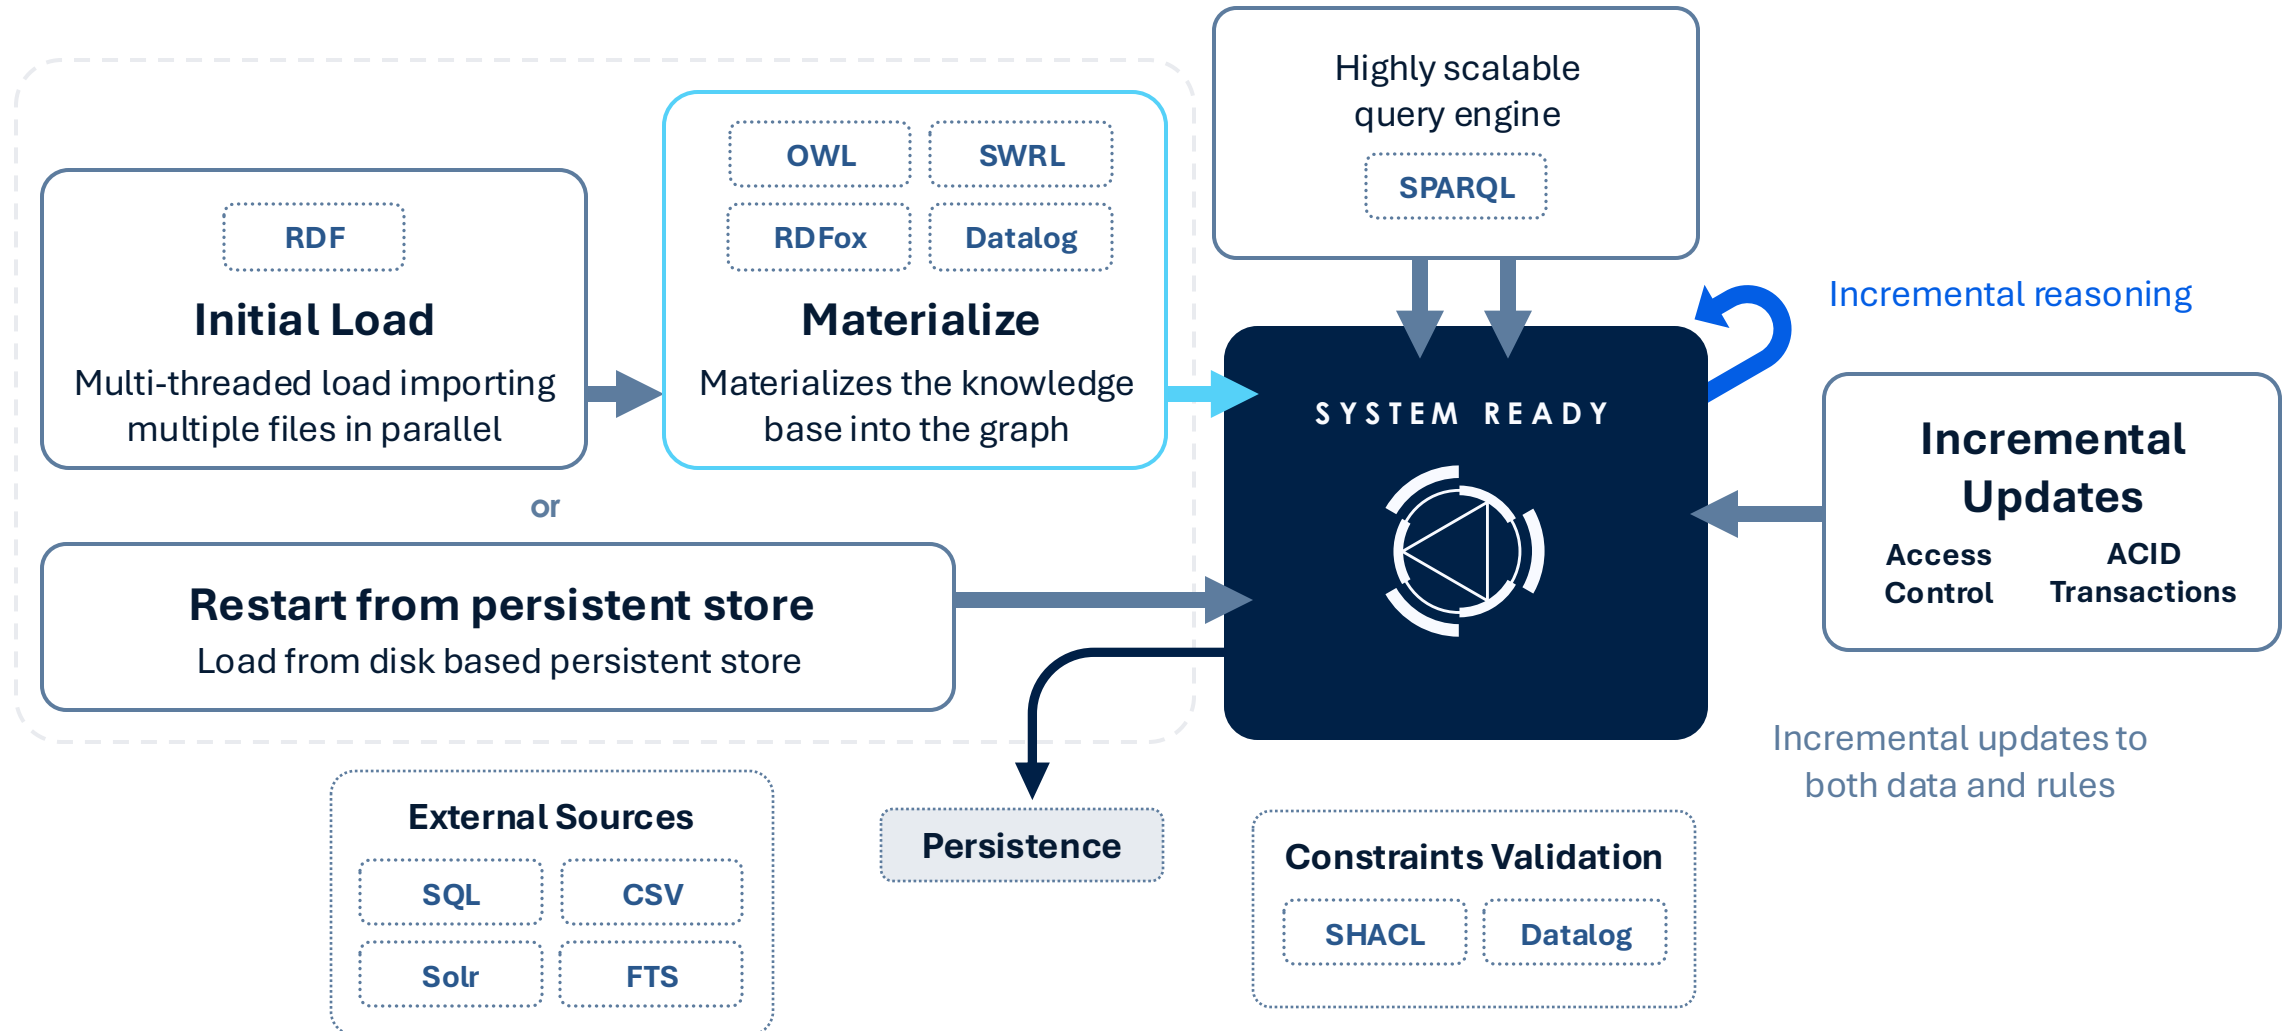 RDF
Initial Load
Multi-threaded load importing
multiple files in parallel
OWL
SWRL
RDFox
Datalog
Materialize
Materializes the knowledge
base into the graph
or
Restart from persistent store
Load from disk based persistent store
Highly scalable
query engine
SPARQL
SYSTEM READY
Incremental reasoning
Incremental
Updates
Access
Control
ACID
Transactions
Incremental updates to
both data and rules
External Sources
SQL
CSV
Solr
FTS
Persistence
Constraints Validation
SHACL
Datalog